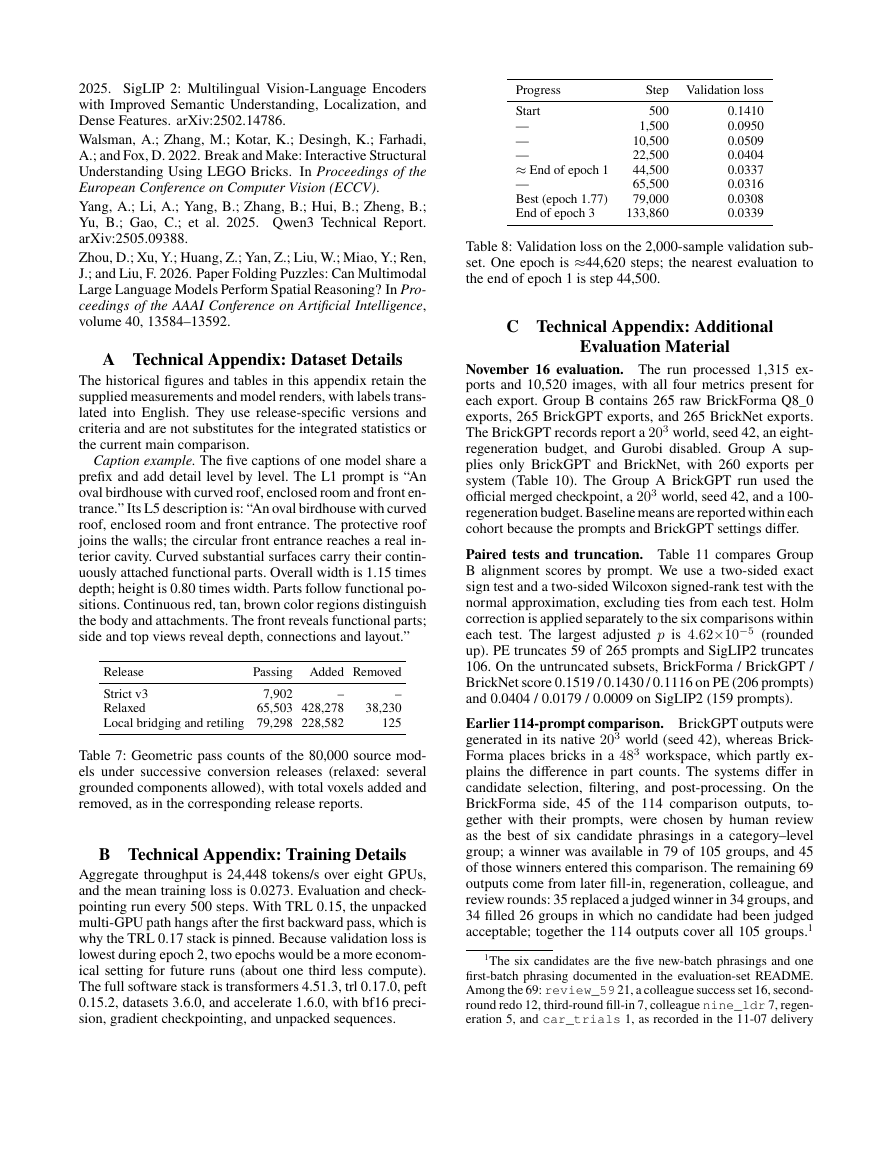 2025. SigLIP 2: Multilingual Vision-Language Encoders
with Improved Semantic Understanding, Localization, and
Dense Features. arXiv:2502.14786.
Walsman, A.; Zhang, M.; Kotar, K.; Desingh, K.; Farhadi,
A.; and Fox, D. 2022. Break and Make: Interactive Structural
Understanding Using LEGO Bricks. In Proceedings of the
European Conference on Computer Vision (ECCV).
Yang, A.; Li, A.; Yang, B.; Zhang, B.; Hui, B.; Zheng, B.;
Yu, B.; Gao, C.; et al. 2025. Qwen3 Technical Report.
arXiv:2505.09388.
Zhou, D.; Xu, Y.; Huang, Z.; Yan, Z.; Liu, W.; Miao, Y.; Ren,
J.; and Liu, F. 2026. Paper Folding Puzzles: Can Multimodal
Large Language Models Perform Spatial Reasoning? In Pro-
ceedings of the AAAI Conference on Artificial Intelligence,
volume 40, 13584–13592.
A Technical Appendix: Dataset Details
The historical figures and tables in this appendix retain the
supplied measurements and model renders, with labels trans-
lated into English. They use release-specific versions and
criteria and are not substitutes for the integrated statistics or
the current main comparison.
Caption example. The five captions of one model share a
prefix and add detail level by level. The L1 prompt is “An
oval birdhouse with curved roof, enclosed room and front en-
trance.” Its L5 description is: “An oval birdhouse with curved
roof, enclosed room and front entrance. The protective roof
joins the walls; the circular front entrance reaches a real in-
terior cavity. Curved substantial surfaces carry their contin-
uously attached functional parts. Overall width is 1.15 times
depth; height is 0.80 times width. Parts follow functional po-
sitions. Continuous red, tan, brown color regions distinguish
the body and attachments. The front reveals functional parts;
side and top views reveal depth, connections and layout.”
Release Passing Added Removed
Strict v3 7,902 – –
Relaxed 65,503 428,278 38,230
Local bridging and retiling 79,298 228,582 125
Table 7: Geometric pass counts of the 80,000 source mod-
els under successive conversion releases (relaxed: several
grounded components allowed), with total voxels added and
removed, as in the corresponding release reports.
B Technical Appendix: Training Details
Aggregate throughput is 24,448 tokens/s over eight GPUs,
and the mean training loss is 0.0273. Evaluation and check-
pointing run every 500 steps. With TRL 0.15, the unpacked
multi-GPU path hangs after the first backward pass, which is
why the TRL 0.17 stack is pinned. Because validation loss is
lowest during epoch 2, two epochs would be a more econom-
ical setting for future runs (about one third less compute).
The full software stack is transformers 4.51.3, trl 0.17.0, peft
0.15.2, datasets 3.6.0, and accelerate 1.6.0, with bf16 preci-
sion, gradient checkpointing, and unpacked sequences.
Progress Step Validation loss
Start 500 0.1410
— 1,500 0.0950
— 10,500 0.0509
— 22,500 0.0404
≈ End of epoch 1 44,500 0.0337
— 65,500 0.0316
Best (epoch 1.77) 79,000 0.0308
End of epoch 3 133,860 0.0339
Table 8: Validation loss on the 2,000-sample validation sub-
set. One epoch is ≈44,620 steps; the nearest evaluation to
the end of epoch 1 is step 44,500.
C Technical Appendix: Additional
Evaluation Material
November 16 evaluation. The run processed 1,315 ex-
ports and 10,520 images, with all four metrics present for
each export. Group B contains 265 raw BrickForma Q8_0
exports, 265 BrickGPT exports, and 265 BrickNet exports.
The BrickGPT records report a 20³ world, seed 42, an eight-
regeneration budget, and Gurobi disabled. Group A sup-
plies only BrickGPT and BrickNet, with 260 exports per
system (Table 10). The Group A BrickGPT run used the
official merged checkpoint, a 20³ world, seed 42, and a 100-
regeneration budget. Baseline means are reported within each
cohort because the prompts and BrickGPT settings differ.
Paired tests and truncation. Table 11 compares Group
B alignment scores by prompt. We use a two-sided exact
sign test and a two-sided Wilcoxon signed-rank test with the
normal approximation, excluding ties from each test. Holm
correction is applied separately to the six comparisons within
each test. The largest adjusted p is 4.62×10⁻⁵ (rounded
up). PE truncates 59 of 265 prompts and SigLIP2 truncates
106. On the untruncated subsets, BrickForma / BrickGPT /
BrickNet score 0.1519 / 0.1430 / 0.1116 on PE (206 prompts)
and 0.0404 / 0.0179 / 0.0009 on SigLIP2 (159 prompts).
Earlier 114-prompt comparison. BrickGPT outputs were
generated in its native 20³ world (seed 42), whereas Brick-
Forma places bricks in a 48³ workspace, which partly ex-
plains the difference in part counts. The systems differ in
candidate selection, filtering, and post-processing. On the
BrickForma side, 45 of the 114 comparison outputs, to-
gether with their prompts, were chosen by human review
as the best of six candidate phrasings in a category–level
group; a winner was available in 79 of 105 groups, and 45
of those winners entered this comparison. The remaining 69
outputs come from later fill-in, regeneration, colleague, and
review rounds: 35 replaced a judged winner in 34 groups, and
34 filled 26 groups in which no candidate had been judged
acceptable; together the 114 outputs cover all 105 groups.¹
¹The six candidates are the five new-batch phrasings and one
first-batch phrasing documented in the evaluation-set README.
Among the 69: review_59 21, a colleague success set 16, second-
round redo 12, third-round fill-in 7, colleague nine_ldr 7, regen-
eration 5, and car_trials 1, as recorded in the 11-07 delivery